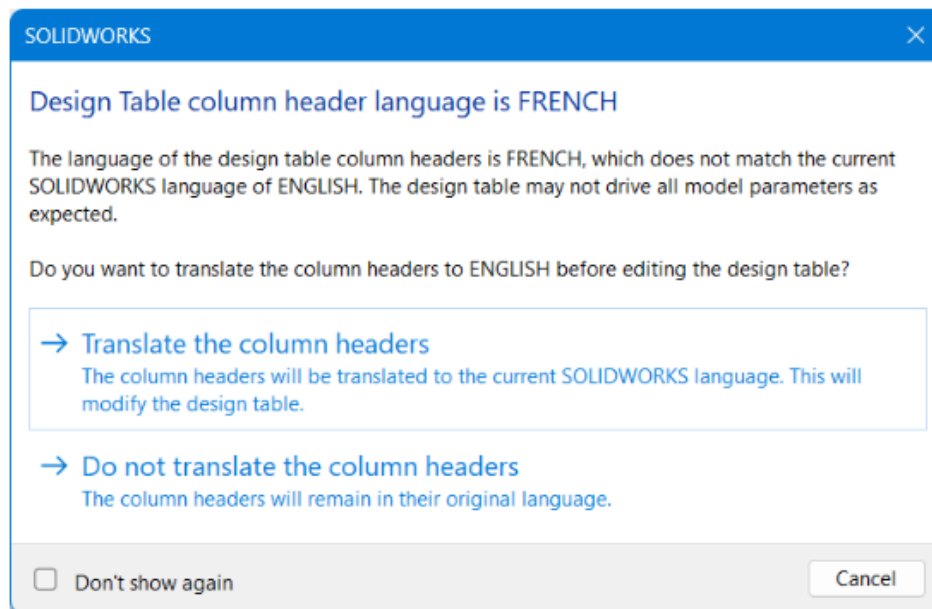 SOLIDWORKS
Design Table column header language is FRENCH
The language of the design table column headers is FRENCH, which does not match the current
SOLIDWORKS language of ENGLISH. The design table may not drive all model parameters as
expected.
Do you want to translate the column headers to ENGLISH before editing the design table?
Translate the column headers
The column headers will be translated to the current SOLIDWORKS language. This will
modify the design table.
Do not translate the column headers
The column headers will remain in their original language.
Don't show again
Cancel